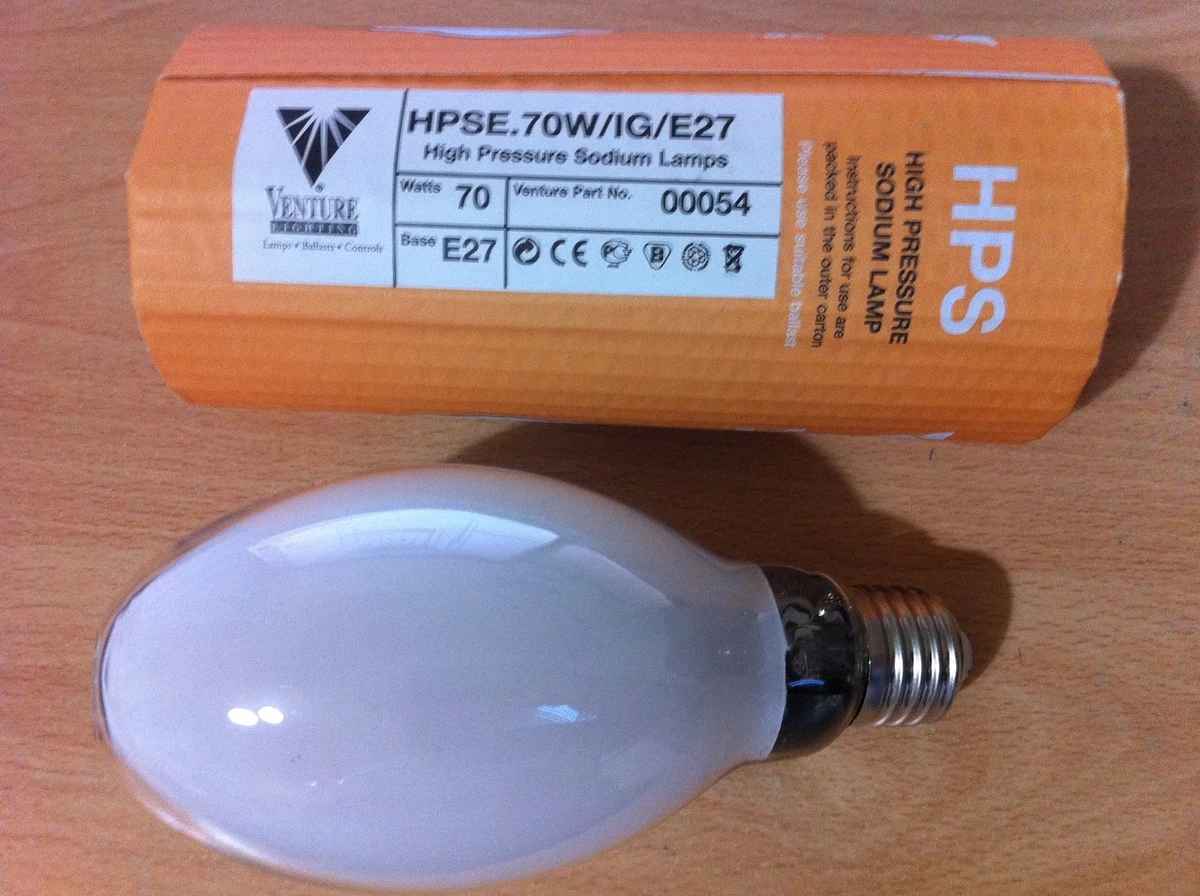 VENTURE
LIGHTING
Lamps • Ballasts • Controls
HPSE.70W/IG/E27
High Pressure Sodium Lamps
Watts 70
Venture Part No. 00054
Base E27
CE
HPS
HIGH PRESSURE
SODIUM LAMP
Instructions for use are
packed in the outer carton
Please use suitable ballast